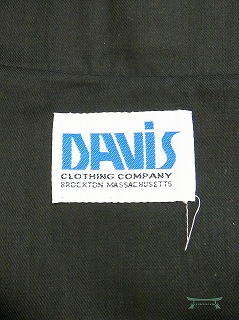 DAViS
CLOTHING COMPANY
BROCKTON MASSACHUSETTS